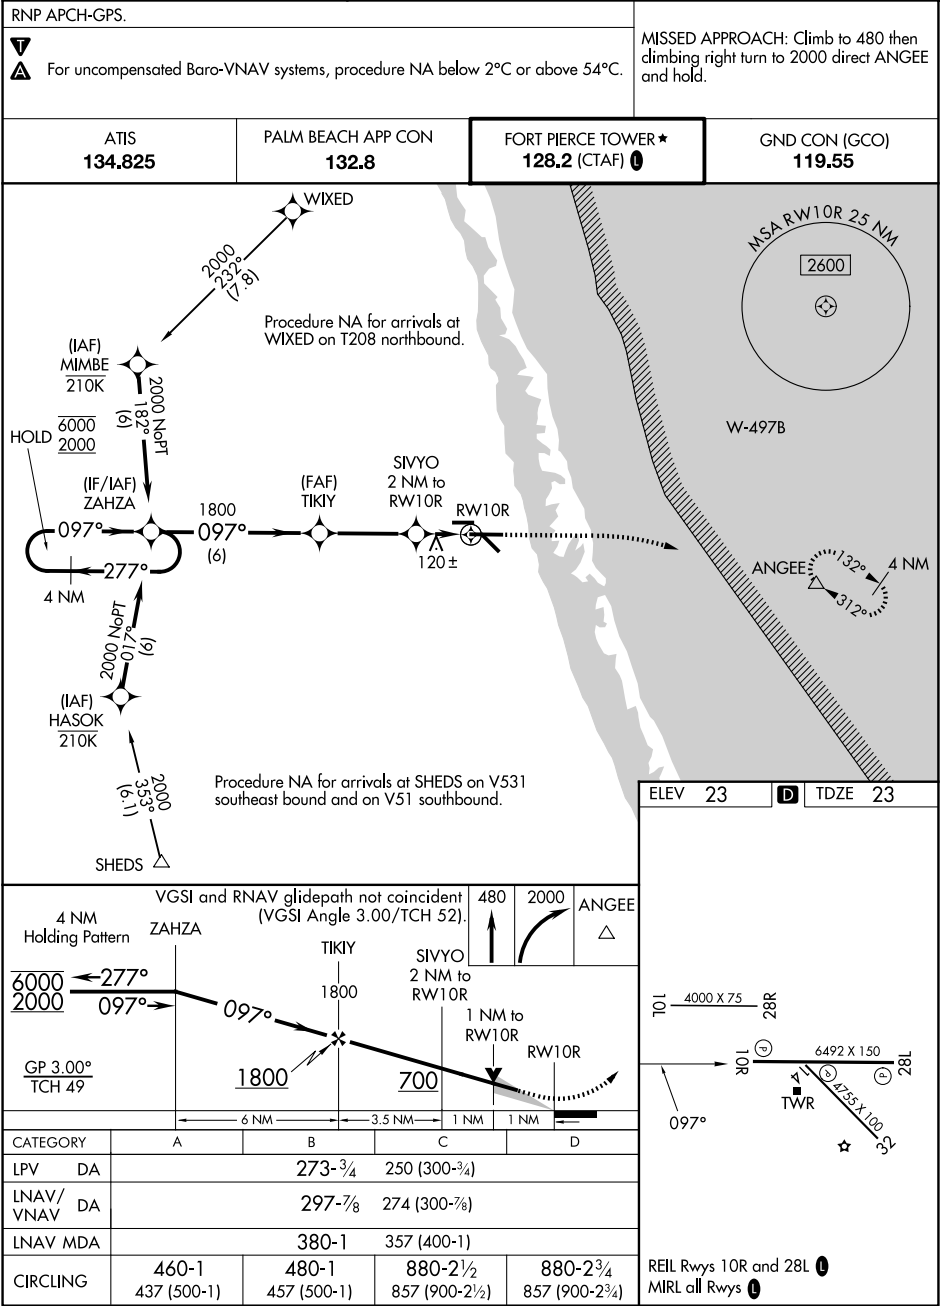 RNP APCH-GPS.
T
A For uncompensated Baro-VNAV systems, procedure NA below 2°C or above 54°C.
MISSED APPROACH: Climb to 480 then
climbing right turn to 2000 direct ANGEE
and hold.
ATIS
134.825
PALM BEACH APP CON
132.8
FORT PIERCE TOWER★
128.2 (CTAF) L
GND CON (GCO)
119.55
WIXED
2000
232°
(7.8)
Procedure NA for arrivals at
WIXED on T208 northbound.
MSA RW10R 25 NM
2600
(IAF)
MIMBE
210K
2000 NoPT
182°
(6)
HOLD
6000
2000
W-497B
(IF/IAF)
ZAHZA
1800
097°
(6)
(FAF)
TIKIY
SIVYO
2 NM to
RW10R
RW10R
120 ±
097°
277°
4 NM
ANGEE
132°
312°
4 NM
2000 NoPT
017°
(6)
(IAF)
HASOK
210K
2000
353°
(6.1)
SHEDS
Procedure NA for arrivals at SHEDS on V531
southeast bound and on V51 southbound.
ELEV 23
D
TDZE 23
VGSI and RNAV glidepath not coincident
(VGSI Angle 3.00/TCH 52).
480
2000
ANGEE
4 NM
Holding Pattern
ZAHZA
TIKIY
SIVYO
2 NM to
RW10R
1 NM to
RW10R
RW10R
6000
2000
277°
097°
097°
1800
1800
700
GP 3.00°
TCH 49
6 NM
3.5 NM
1 NM
1 NM
10L
4000 X 75
28R
10R
P
6492 X 150
28L
P
P
14
4755 X 100
32
TWR
097°
CATEGORY A B C D
LPV DA 273-¾ 250 (300-¾)
LNAV/
VNAV DA 297-⅞ 274 (300-⅞)
LNAV MDA 380-1 357 (400-1)
CIRCLING
460-1
437 (500-1)
480-1
457 (500-1)
880-2½
857 (900-2½)
880-2¾
857 (900-2¾)
REIL Rwys 10R and 28L L
MIRL all Rwys L